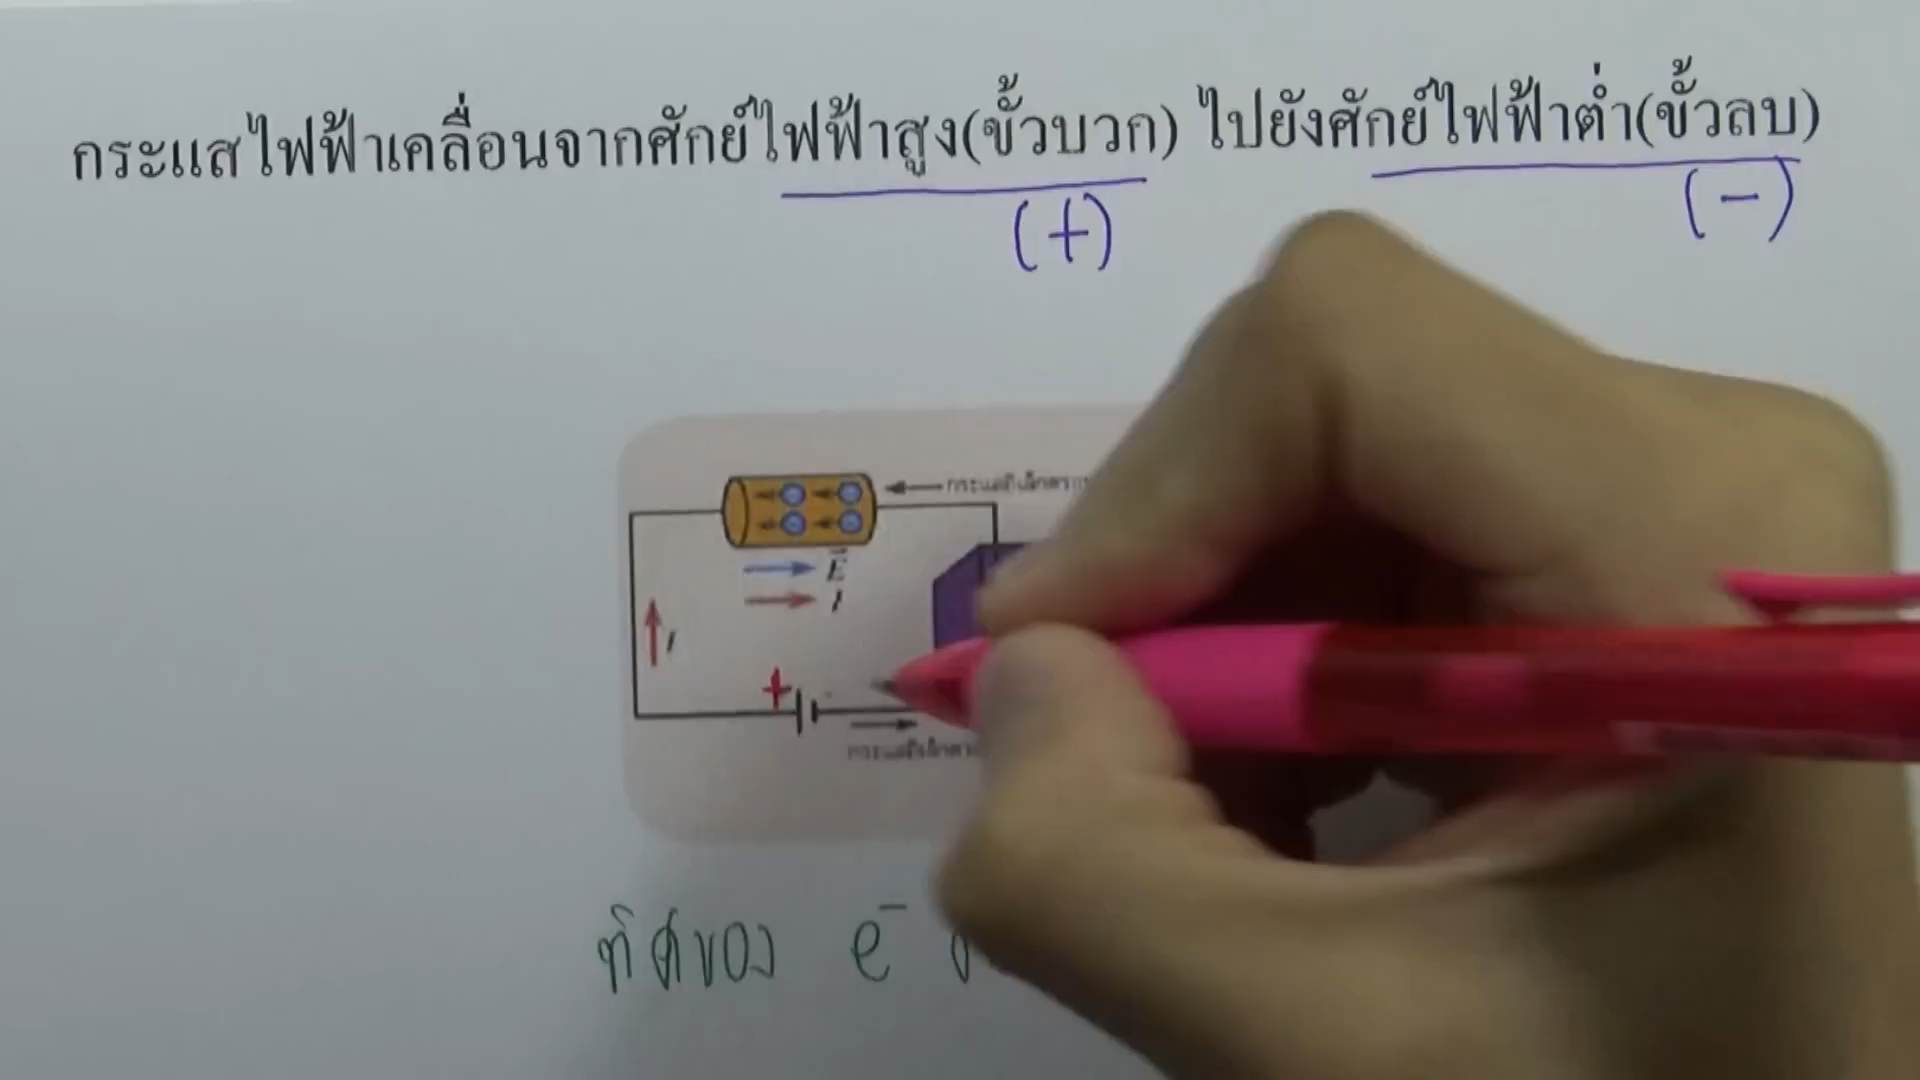 กระแสไฟฟ้าเคลื่อนจากศักย์ไฟฟ้าสูง(ขั้วบวก) ไปยังศักย์ไฟฟ้าต่ำ(ขั้วลบ)
(+) (-)
E
I
I
+
ทิศของ e⁻